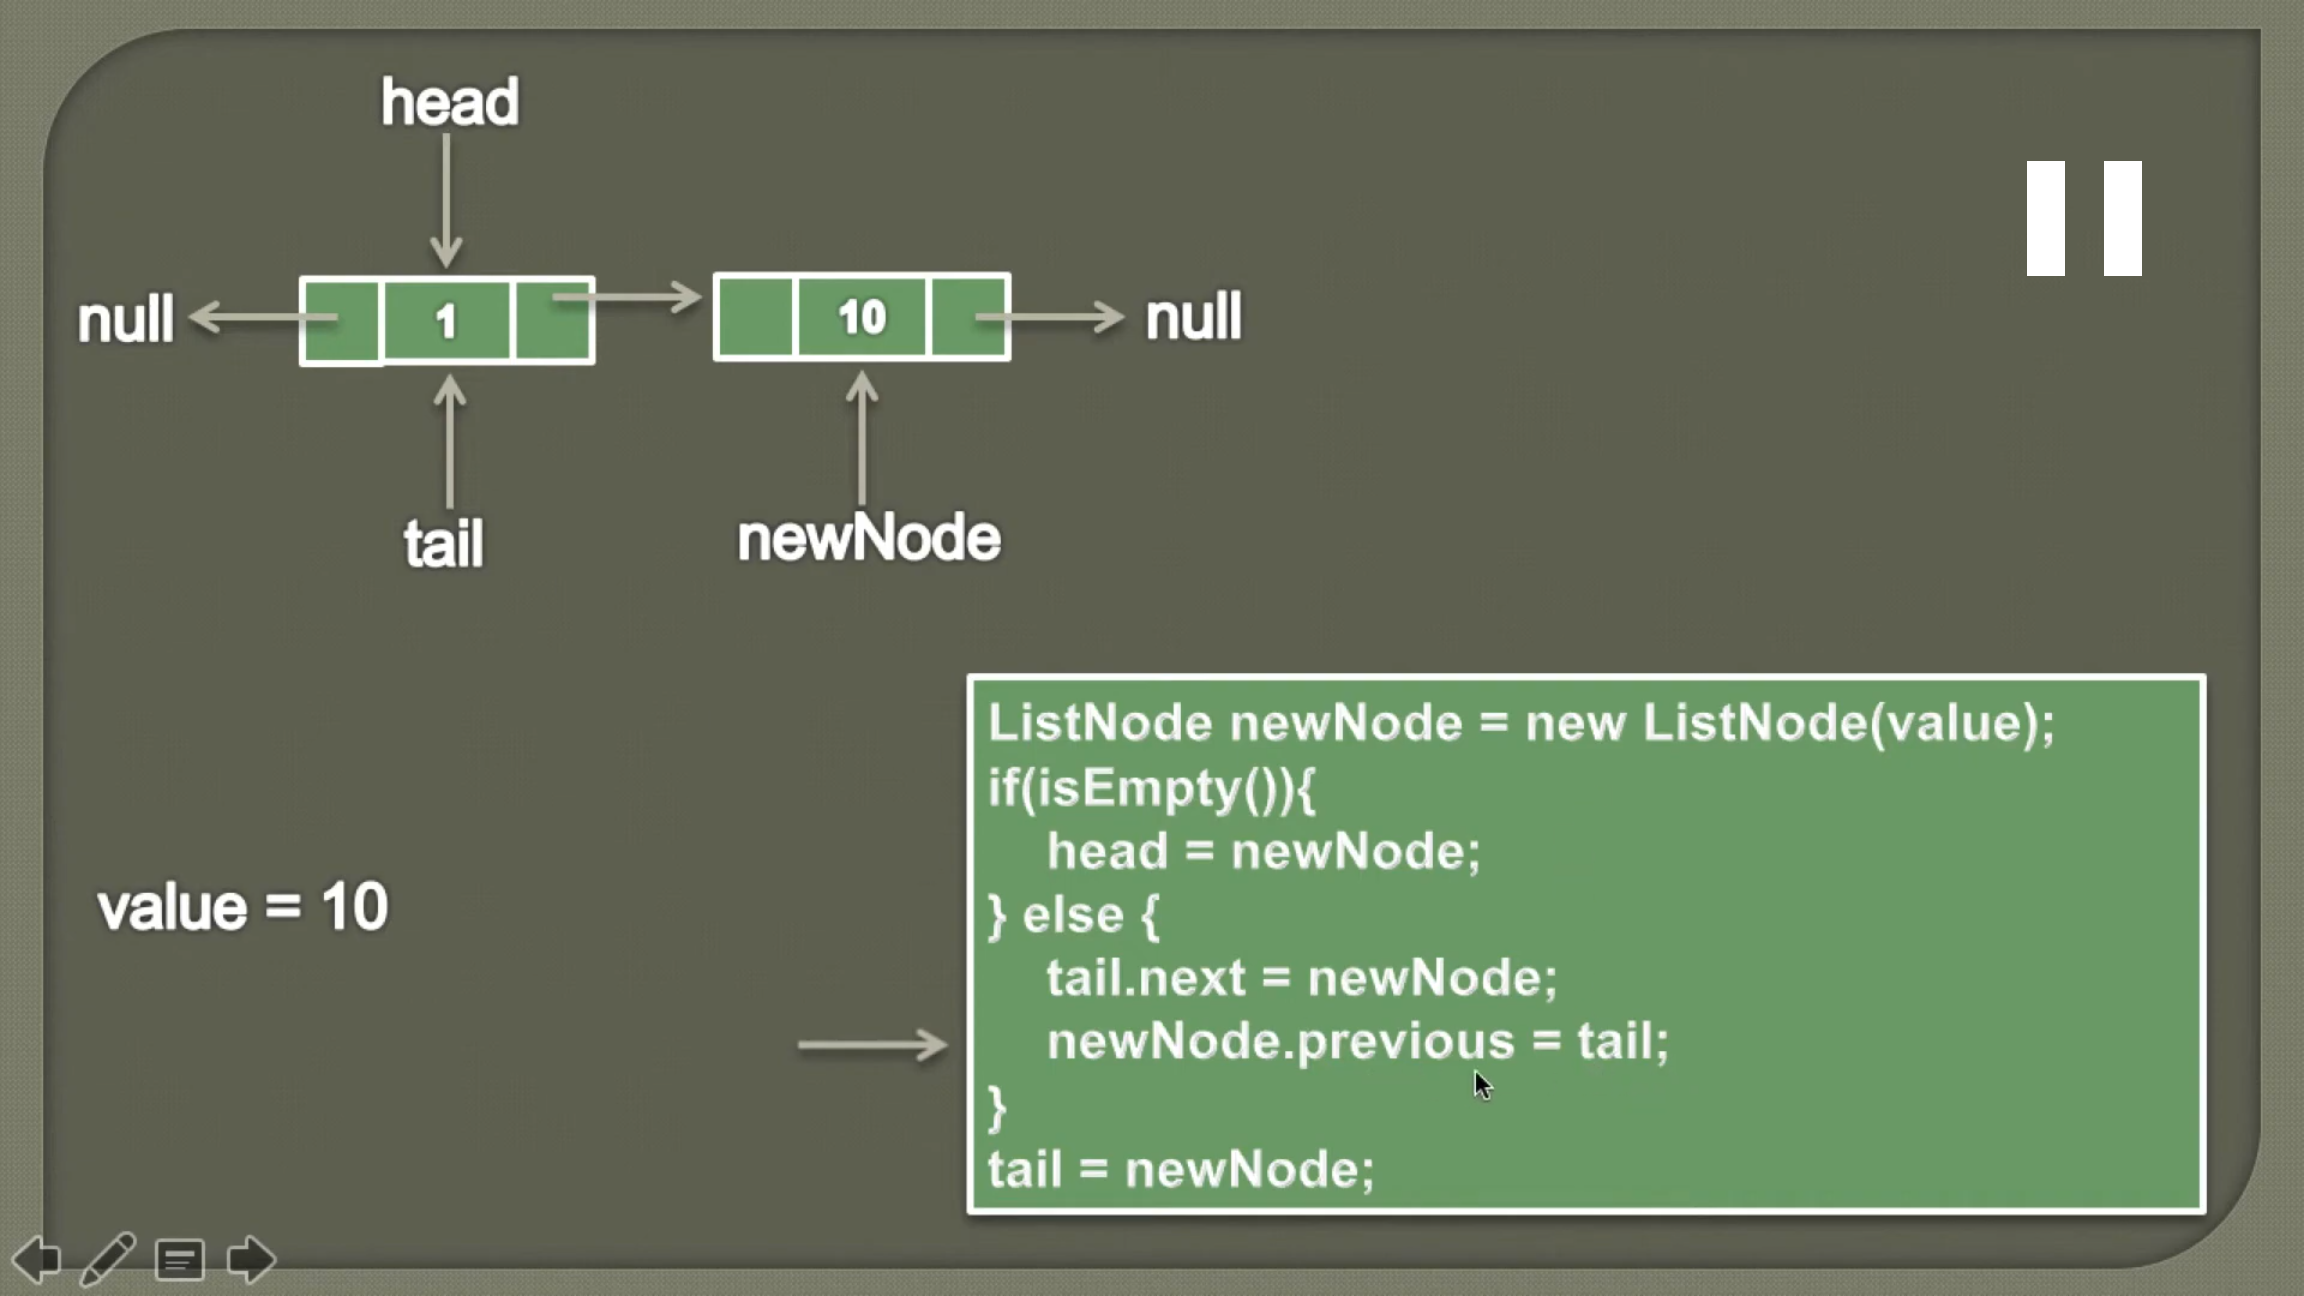 head
null
1
10
null
tail
newNode
value = 10
ListNode newNode = new ListNode(value);
if(isEmpty()){
head = newNode;
} else {
tail.next = newNode;
newNode.previous = tail;
}
tail = newNode;